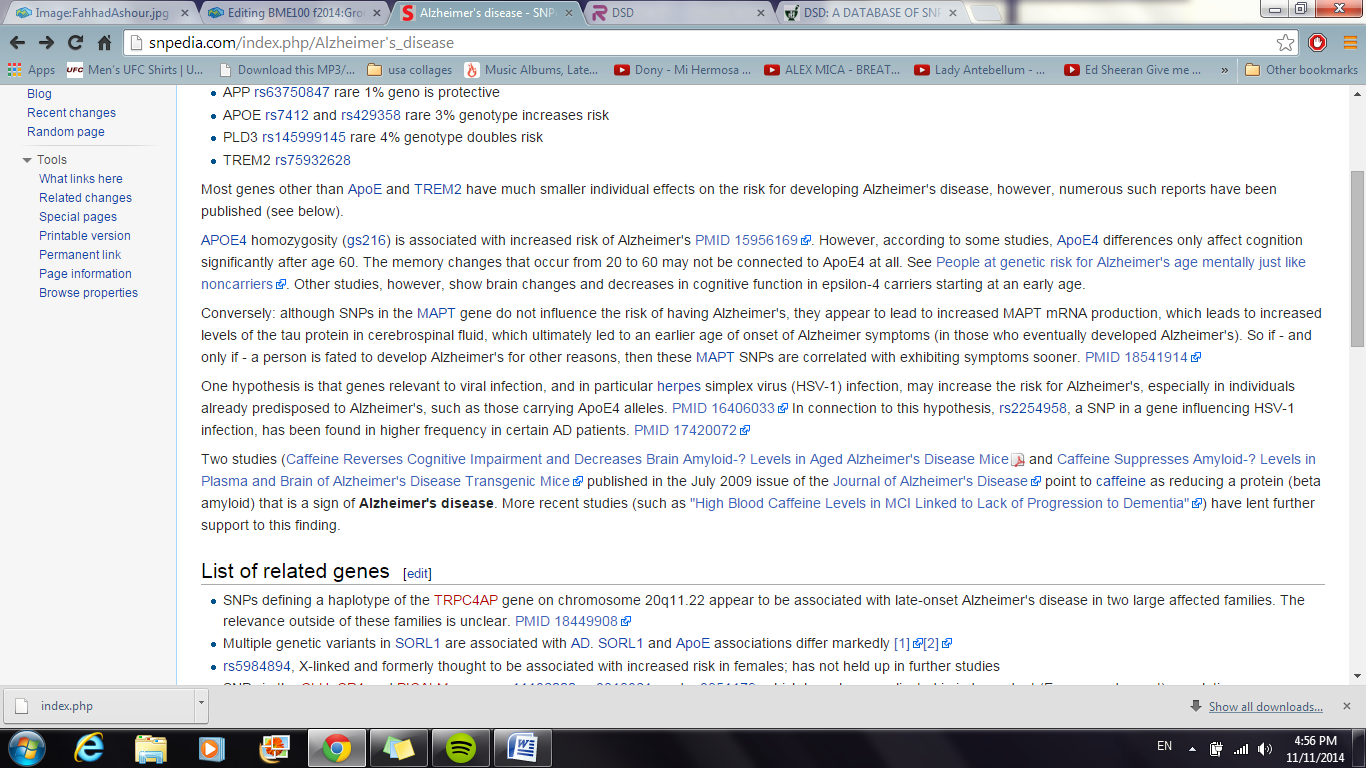 Image:FahhadAshour.jpg
Editing BME100 f2014:Gro
Alzheimer's disease - SNP
DSD
DSD: A DATABASE OF SNP
snpedia.com/index.php/Alzheimer's_disease
Apps
UFC Men's UFC Shirts | U...
Download this MP3/...
usa collages
Music Albums, Late...
Dony - Mi Hermosa ...
ALEX MICA - BREAT...
Lady Antebellum - ...
Ed Sheeran Give me ...
»
Other bookmarks
Blog
Recent changes
Random page
Tools
What links here
Related changes
Special pages
Printable version
Permanent link
Page information
Browse properties
• APP rs63750847 rare 1% geno is protective
• APOE rs7412 and rs429358 rare 3% genotype increases risk
• PLD3 rs145999145 rare 4% genotype doubles risk
• TREM2 rs75932628
Most genes other than ApoE and TREM2 have much smaller individual effects on the risk for developing Alzheimer's disease, however, numerous such reports have been
published (see below).
APOE4 homozygosity (gs216) is associated with increased risk of Alzheimer's PMID 15956169. However, according to some studies, ApoE4 differences only affect cognition
significantly after age 60. The memory changes that occur from 20 to 60 may not be connected to ApoE4 at all. See People at genetic risk for Alzheimer's age mentally just like
noncarriers. Other studies, however, show brain changes and decreases in cognitive function in epsilon-4 carriers starting at an early age.
Conversely: although SNPs in the MAPT gene do not influence the risk of having Alzheimer's, they appear to lead to increased MAPT mRNA production, which leads to increased
levels of the tau protein in cerebrospinal fluid, which ultimately led to an earlier age of onset of Alzheimer symptoms (in those who eventually developed Alzheimer's). So if - and
only if - a person is fated to develop Alzheimer's for other reasons, then these MAPT SNPs are correlated with exhibiting symptoms sooner. PMID 18541914
One hypothesis is that genes relevant to viral infection, and in particular herpes simplex virus (HSV-1) infection, may increase the risk for Alzheimer's, especially in individuals
already predisposed to Alzheimer's, such as those carrying ApoE4 alleles. PMID 16406033 In connection to this hypothesis, rs2254958, a SNP in a gene influencing HSV-1
infection, has been found in higher frequency in certain AD patients. PMID 17420072
Two studies (Caffeine Reverses Cognitive Impairment and Decreases Brain Amyloid-? Levels in Aged Alzheimer's Disease Mice and Caffeine Suppresses Amyloid-? Levels in
Plasma and Brain of Alzheimer's Disease Transgenic Mice published in the July 2009 issue of the Journal of Alzheimer's Disease point to caffeine as reducing a protein (beta
amyloid) that is a sign of Alzheimer's disease. More recent studies (such as "High Blood Caffeine Levels in MCI Linked to Lack of Progression to Dementia") have lent further
support to this finding.
List of related genes [edit]
• SNPs defining a haplotype of the TRPC4AP gene on chromosome 20q11.22 appear to be associated with late-onset Alzheimer's disease in two large affected families. The
relevance outside of these families is unclear. PMID 18449908
• Multiple genetic variants in SORL1 are associated with AD. SORL1 and ApoE associations differ markedly [1][2]
• rs5984894, X-linked and formerly thought to be associated with increased risk in females; has not held up in further studies
index.php
Show all downloads...
EN
4:56 PM
11/11/2014